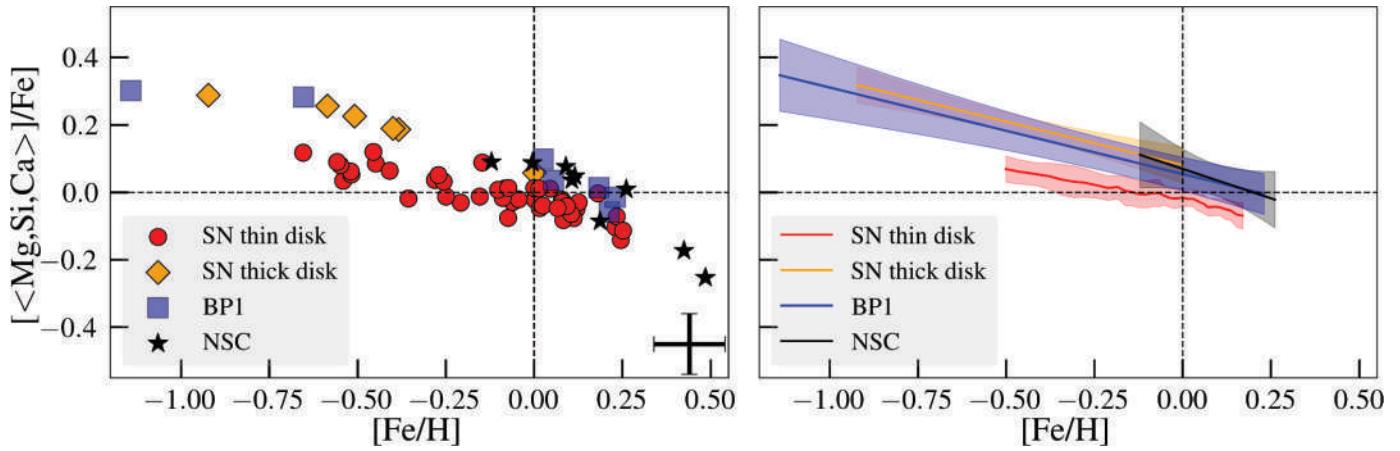 [<Mg,Si,Ca>]/Fe]
0.4
0.2
0.0
−0.2
−0.4
SN thin disk
SN thick disk
BP1
NSC
−1.00 −0.75 −0.50 −0.25 0.00 0.25 0.50
[Fe/H]
SN thin disk
SN thick disk
BP1
NSC
−1.00 −0.75 −0.50 −0.25 0.00 0.25 0.50
[Fe/H]